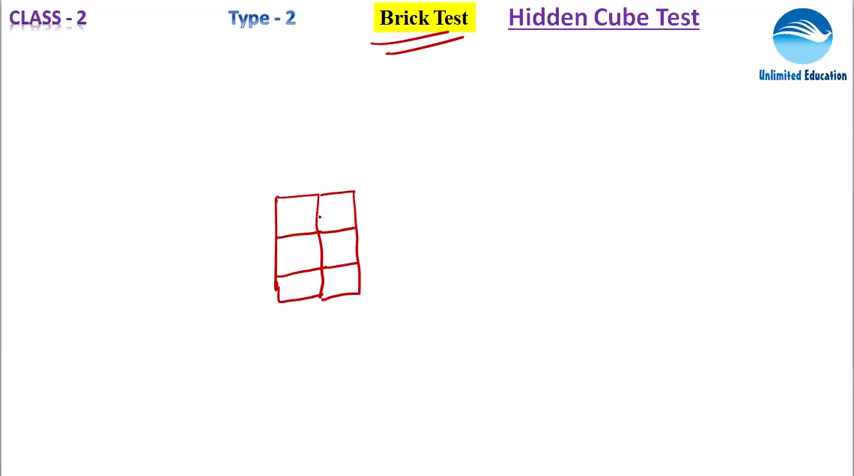 CLASS - 2
Type - 2
Brick Test
Hidden Cube Test
Unlimited Education